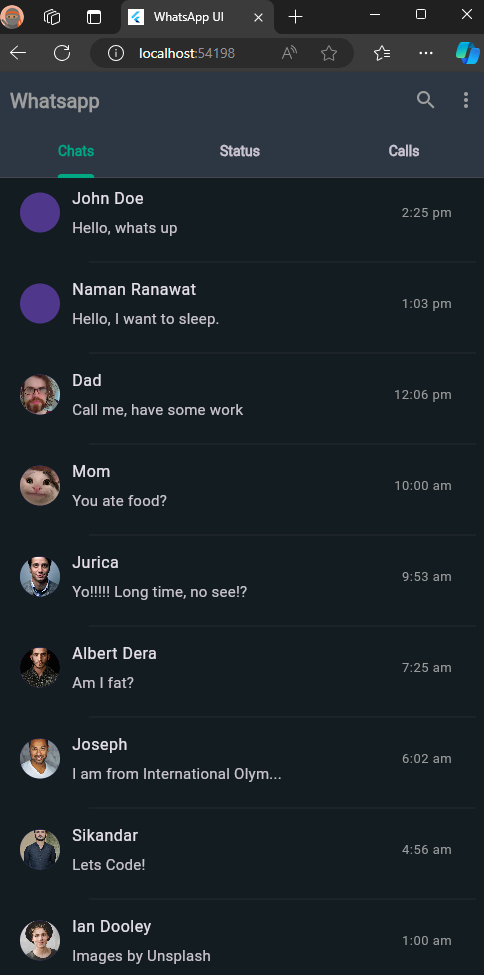 WhatsApp UI
localhost:54198
Whatsapp
Chats Status Calls
John Doe
2:25 pm
Hello, whats up
Naman Ranawat
1:03 pm
Hello, I want to sleep.
Dad
12:06 pm
Call me, have some work
Mom
10:00 am
You ate food?
Jurica
9:53 am
Yo!!!!! Long time, no see!?
Albert Dera
7:25 am
Am I fat?
Joseph
6:02 am
I am from International Olym...
Sikandar
4:56 am
Lets Code!
Ian Dooley
1:00 am
Images by Unsplash